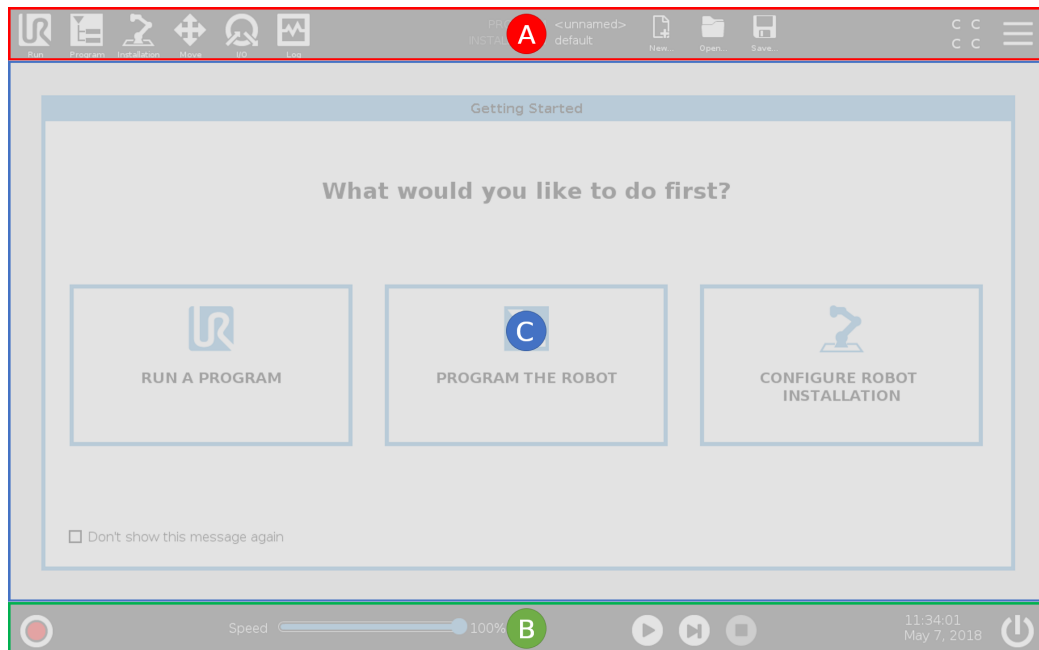 Run Program Installation Move I/O Log
<unnamed>
default
New... Open... Save...
C C
C C
A
Getting Started
What would you like to do first?
RUN A PROGRAM
C
PROGRAM THE ROBOT
CONFIGURE ROBOT
INSTALLATION
Don't show this message again
Speed
100%
B
11:34:01
May 7, 2018